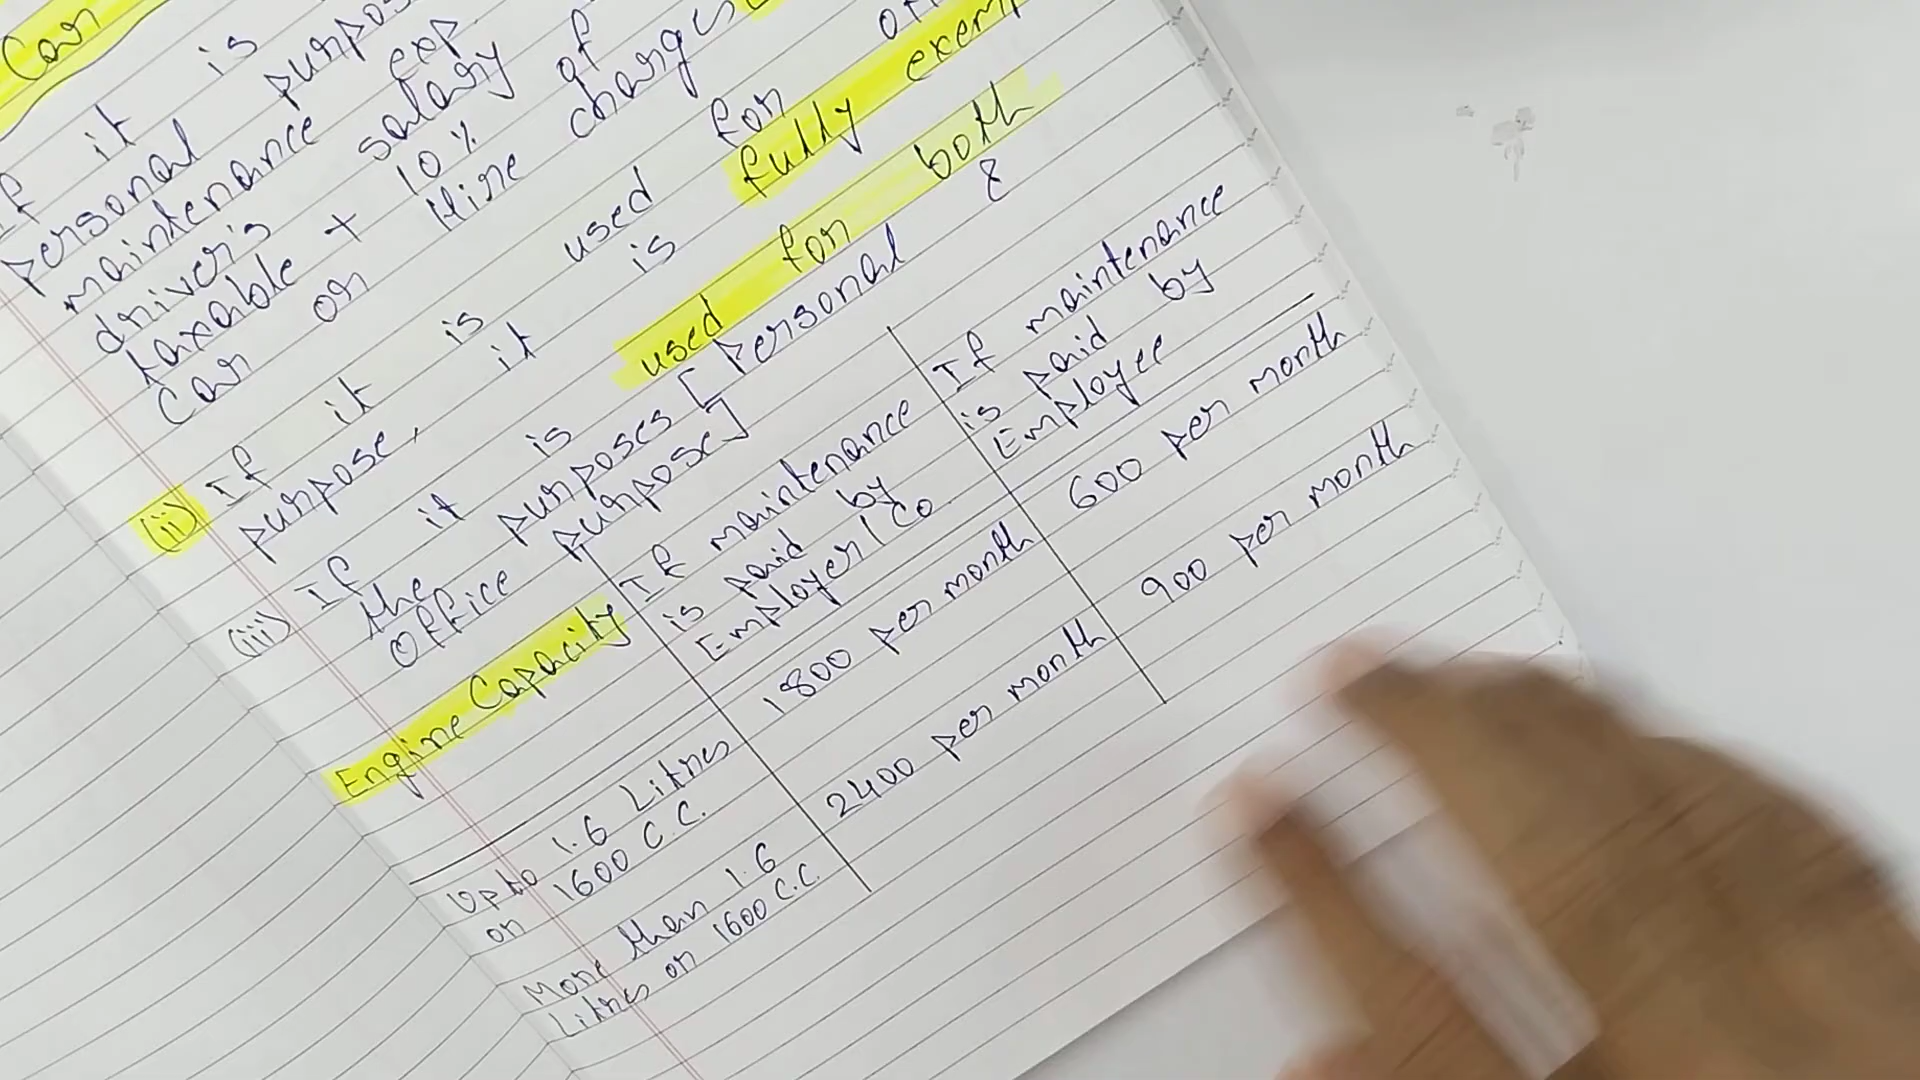 Car
If it is
personal purpos
maintenance exp
driver's salary
taxable + 10% of
Car or Hire charges
(ii) If it is used for off
purpose, it is fully exemp
(iii) If it is used for both
the purposes [Personal &
Office purpose]
Engine Capacity
If maintenance
is paid by
Employer/Co
If maintenance
is paid by
Employee
Upto 1.6 Litres
or 1600 C.C.
1800 per month
600 per month
More than 1.6
Litres or 1600 C.C.
2400 per month
900 per month